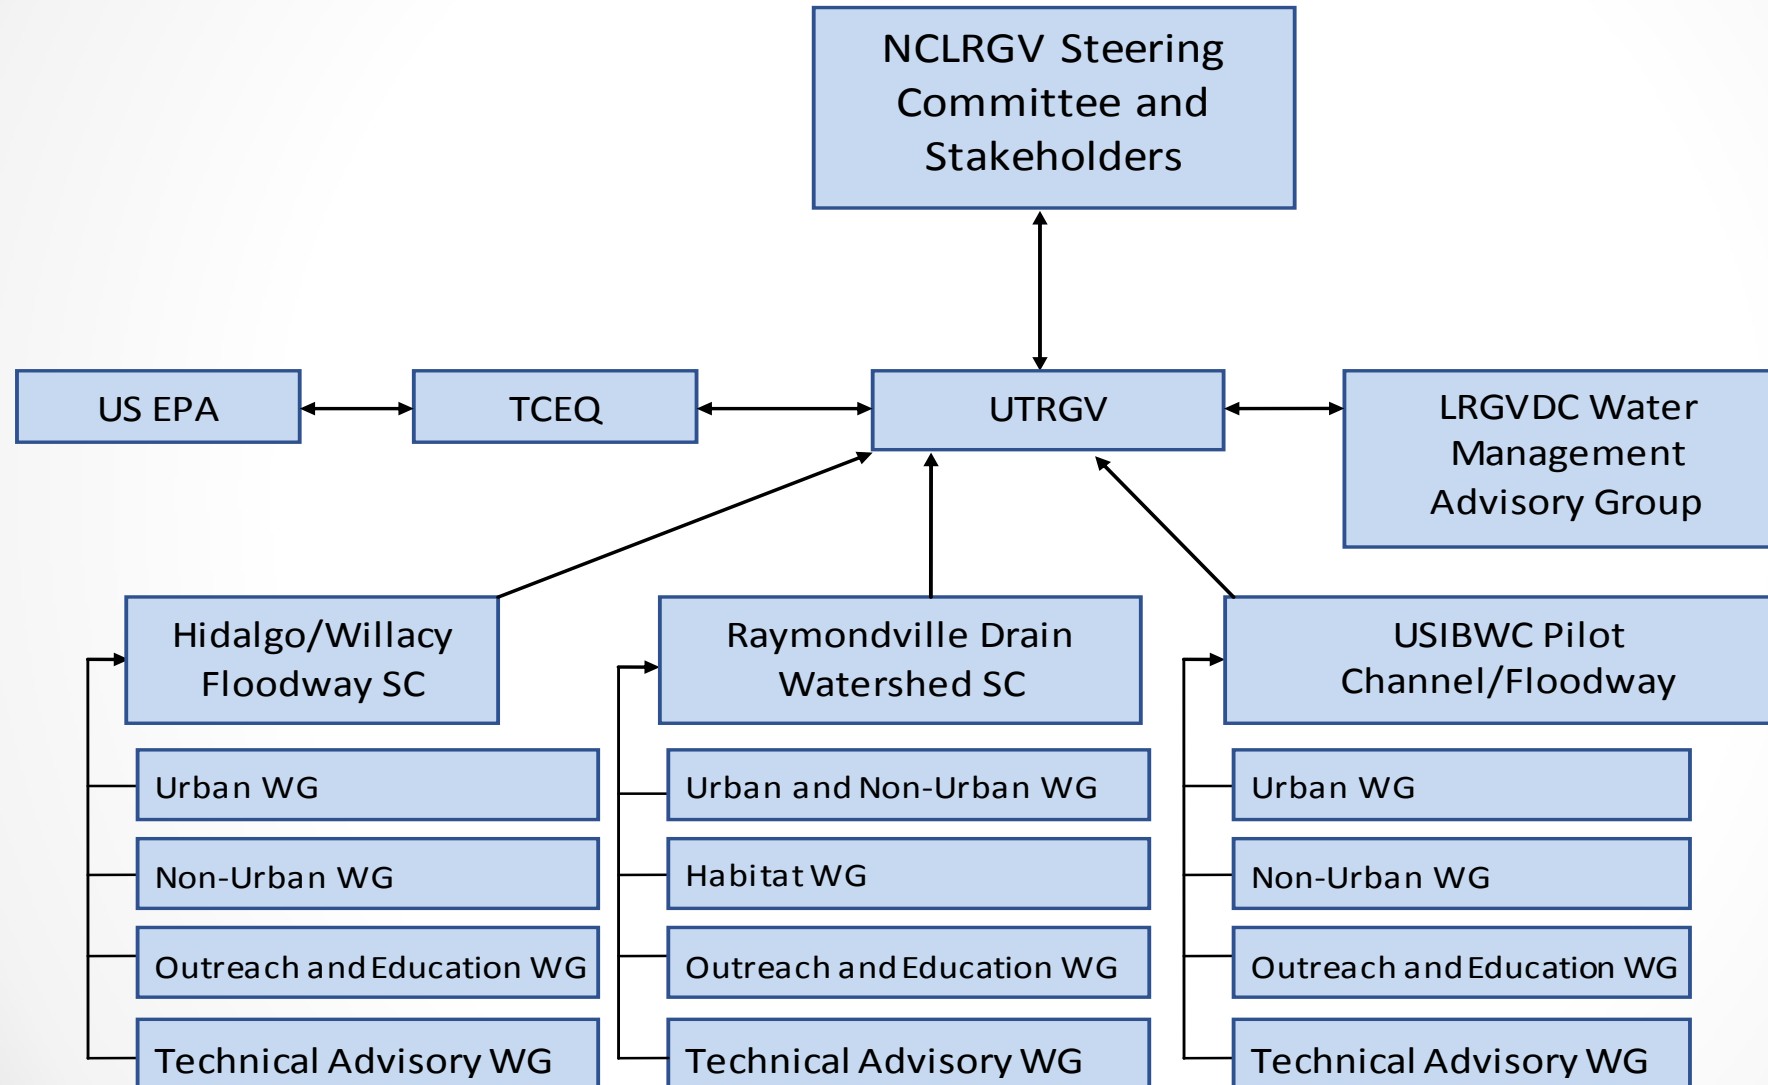 NCLRGV Steering
Committee and
Stakeholders
US EPA
TCEQ
UTRGV
LRGVDC Water
Management
Advisory Group
Hidalgo/Willacy
Floodway SC
Raymondville Drain
Watershed SC
USIBWC Pilot
Channel/Floodway
Urban WG
Non-Urban WG
Outreach and Education WG
Technical Advisory WG
Urban and Non-Urban WG
Habitat WG
Outreach and Education WG
Technical Advisory WG
Urban WG
Non-Urban WG
Outreach and Education WG
Technical Advisory WG